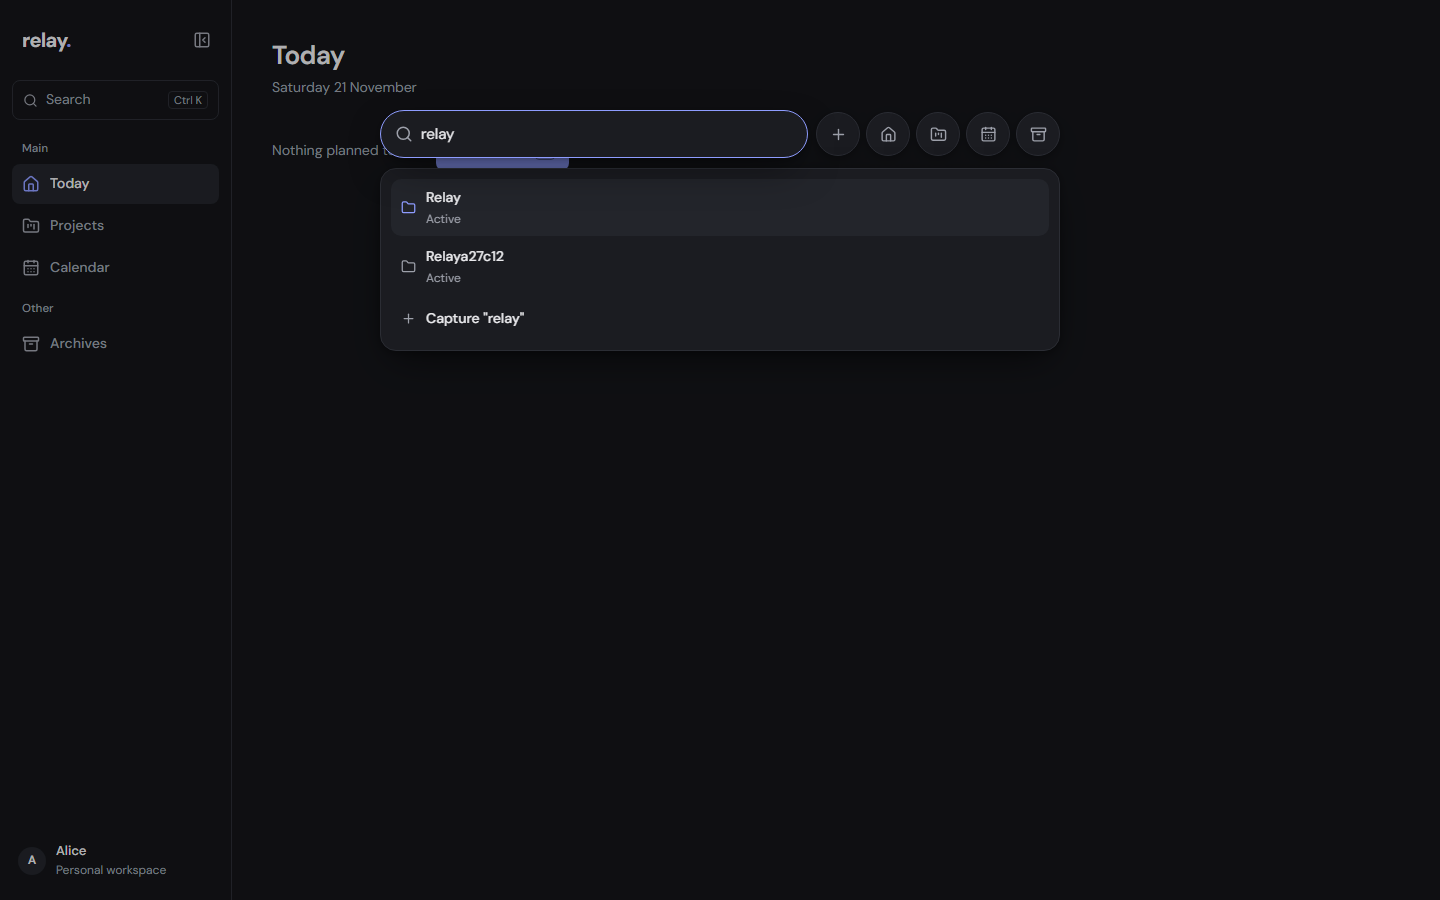 relay.
Search
Ctrl K
Main
Today
Projects
Calendar
Other
Archives
Alice
A
Personal workspace
Today
Saturday 21 November
relay
Nothing planned
Relay
Active
Relaya27c12
Active
Capture "relay"